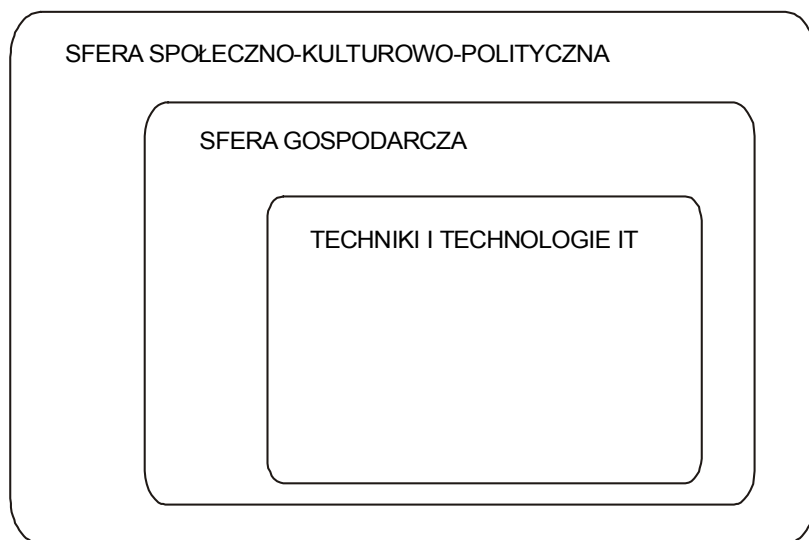 SFERA SPOŁECZNO-KULTUROWO-POLITYCZNA
SFERA GOSPODARCZA
TECHNIKI I TECHNOLOGIE IT